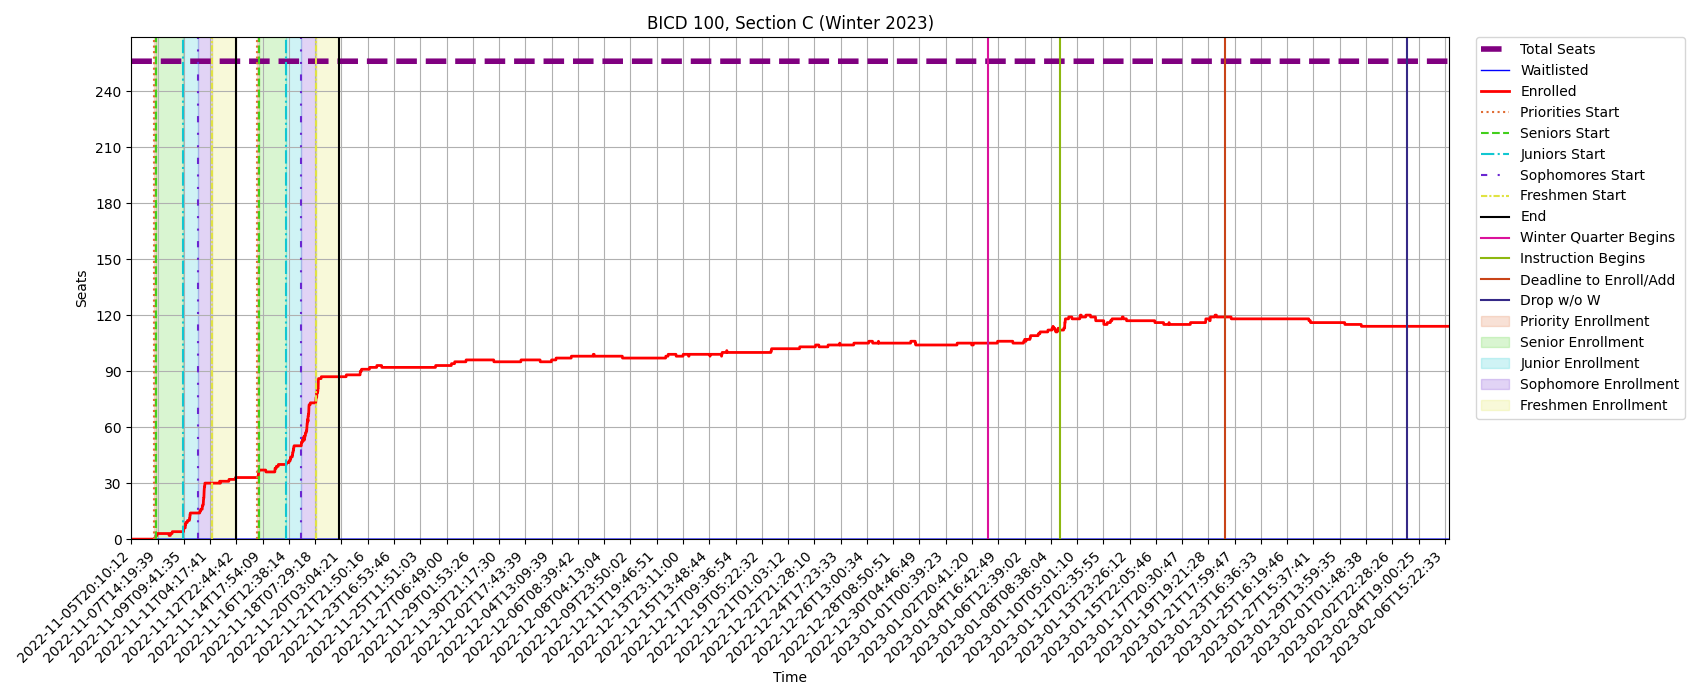 BICD 100, Section C (Winter 2023)
Seats
240
210
180
150
120
90
60
30
0
2022-11-05T20:10:12
2022-11-07T14:19:39
2022-11-09T09:41:35
2022-11-11T04:17:41
2022-11-12T22:44:42
2022-11-14T17:54:09
2022-11-16T12:38:14
2022-11-18T07:29:18
2022-11-20T03:04:21
2022-11-21T21:50:16
2022-11-23T16:53:46
2022-11-25T11:51:03
2022-11-27T06:49:00
2022-11-29T01:53:26
2022-11-30T21:17:30
2022-12-02T17:43:39
2022-12-04T13:09:39
2022-12-06T08:39:42
2022-12-08T04:13:04
2022-12-09T23:50:02
2022-12-11T19:46:51
2022-12-13T23:11:00
2022-12-15T13:48:44
2022-12-17T09:36:54
2022-12-19T05:22:32
2022-12-21T01:03:12
2022-12-22T21:28:10
2022-12-24T17:23:33
2022-12-26T13:00:34
2022-12-28T08:50:51
2022-12-30T04:46:49
2023-01-01T00:39:23
2023-01-02T20:41:20
2023-01-04T16:42:49
2023-01-06T12:39:02
2023-01-08T08:38:04
2023-01-10T05:01:10
2023-01-12T02:35:55
2023-01-13T23:26:12
2023-01-15T22:05:46
2023-01-17T20:30:47
2023-01-19T19:21:28
2023-01-21T17:59:47
2023-01-23T16:36:33
2023-01-25T16:19:46
2023-01-27T15:37:41
2023-01-29T13:59:35
2023-02-01T01:48:38
2023-02-02T22:28:26
2023-02-04T19:00:25
2023-02-06T15:22:33
Time
Total Seats
Waitlisted
Enrolled
Priorities Start
Seniors Start
Juniors Start
Sophomores Start
Freshmen Start
End
Winter Quarter Begins
Instruction Begins
Deadline to Enroll/Add
Drop w/o W
Priority Enrollment
Senior Enrollment
Junior Enrollment
Sophomore Enrollment
Freshmen Enrollment